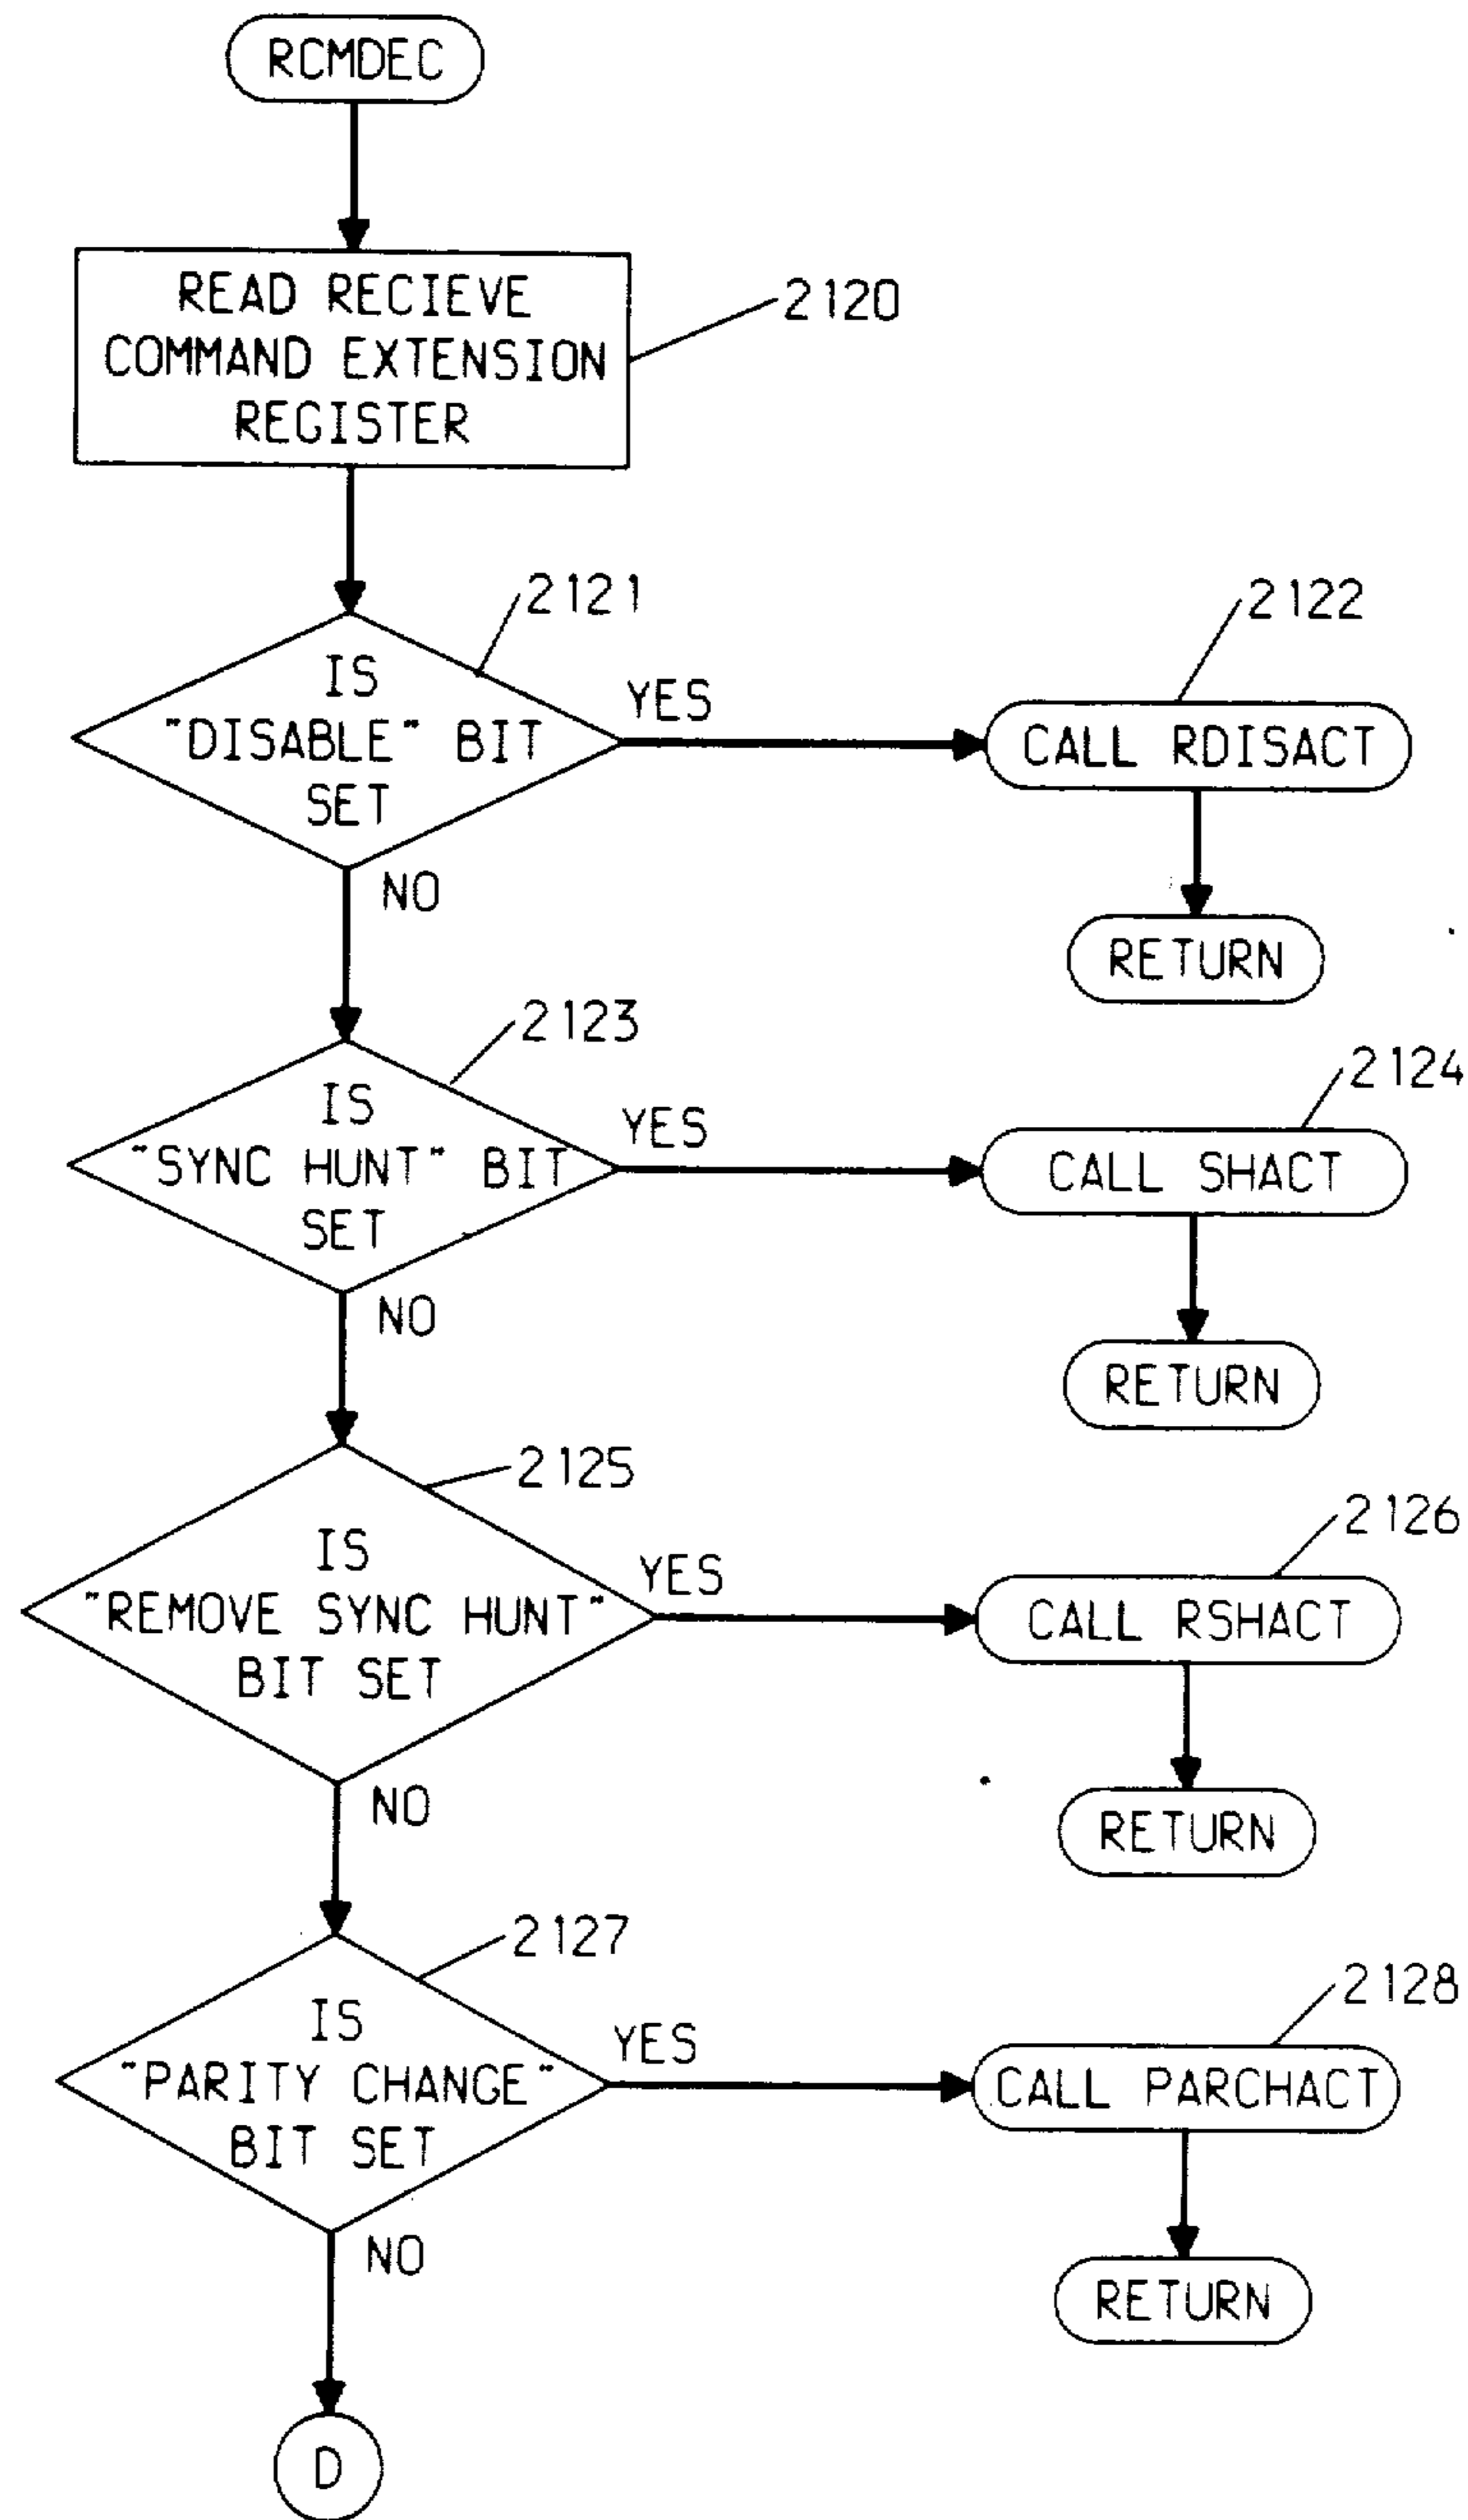 RCMDEC
READ RECIEVE
COMMAND EXTENSION
REGISTER
2120
2121
IS
"DISABLE" BIT
SET
YES
NO
2122
CALL RDISACT
RETURN
2123
IS
"SYNC HUNT" BIT
SET
YES
NO
2124
CALL SHACT
RETURN
2125
IS
"REMOVE SYNC HUNT"
BIT SET
YES
NO
2126
CALL RSHACT
RETURN
2127
IS
"PARITY CHANGE"
BIT SET
YES
NO
2128
CALL PARCHACT
RETURN
D